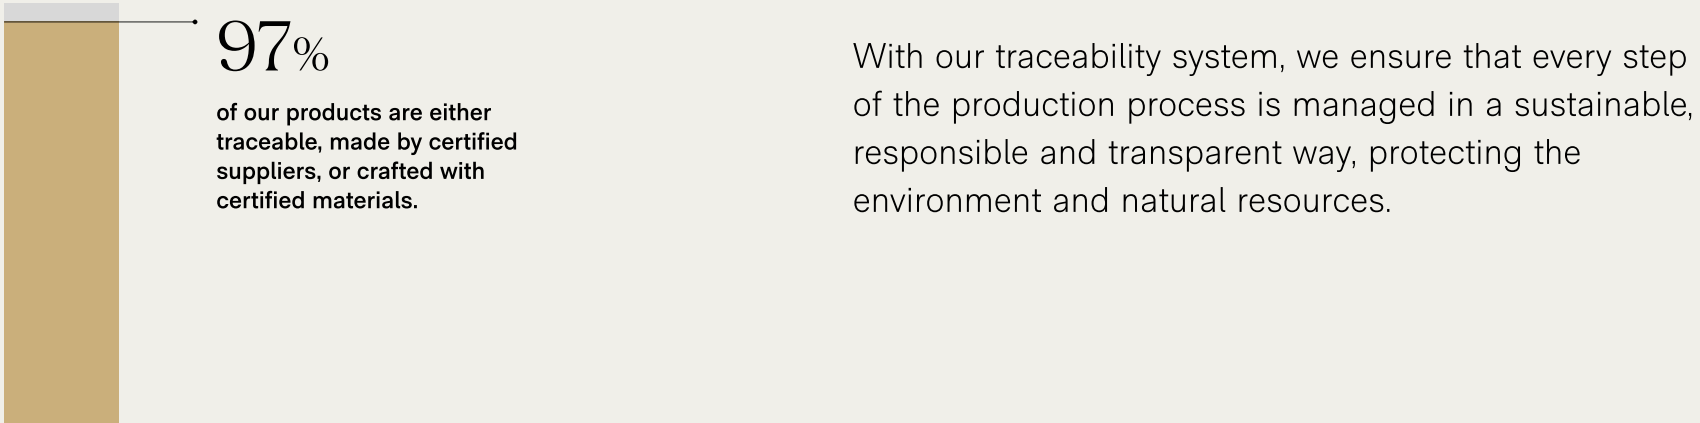 97%
of our products are either
traceable, made by certified
suppliers, or crafted with
certified materials.
With our traceability system, we ensure that every step
of the production process is managed in a sustainable,
responsible and transparent way, protecting the
environment and natural resources.